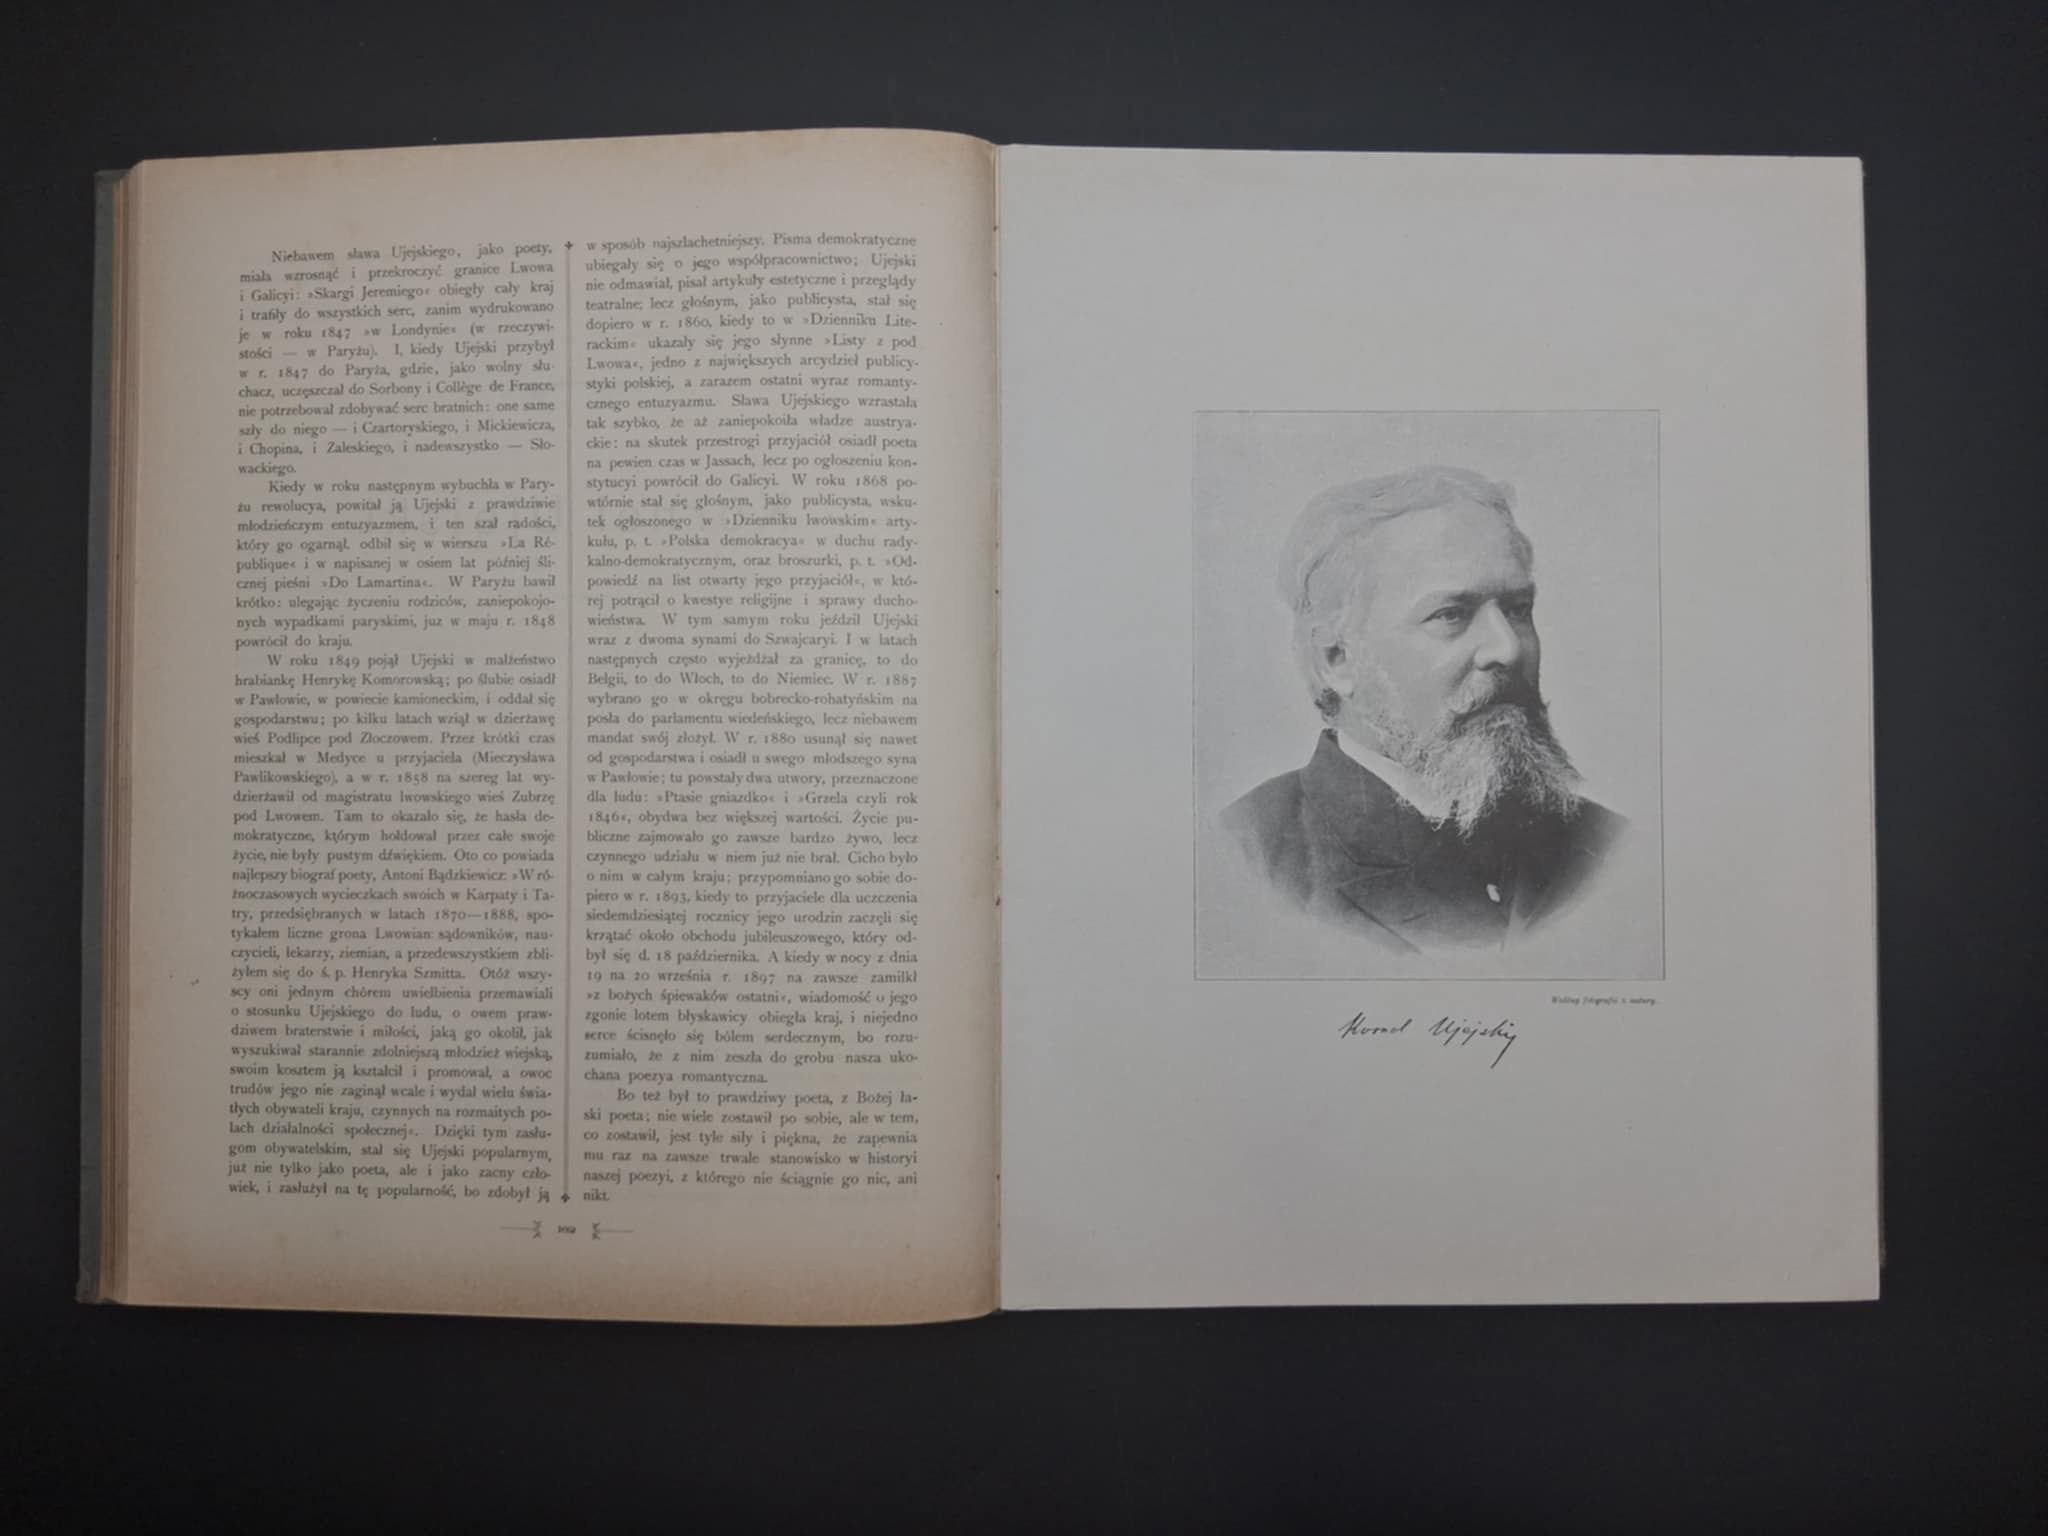 Niebawem sława Ujejskiego, jako poety,
miała wzrosnąć i przekroczyć granice Lwowa
i Galicyi: »Skargi Jeremiego« obiegły cały kraj
i trafiły do wszystkich serc, zanim wydrukowano
je w roku 1847 »w Londynie« (w rzeczywi-
stości — w Paryżu). I, kiedy Ujejski przybył
w r. 1847 do Paryża, gdzie, jako wolny słu-
chacz, uczęszczał do Sorbony i Collège de France,
nie potrzebował zdobywać serc bratnich: one same
szły do niego — i Czartoryskiego, i Mickiewicza,
i Chopina, i Zaleskiego, i nadewszystko — Sło-
wackiego.
Kiedy w roku następnym wybuchła w Pary-
żu rewolucya, powitał ją Ujejski z prawdziwie
młodzieńczym entuzyazmem, i ten szał radości,
który go ogarnął, odbił się w wierszu »La Ré-
publique« i w napisanej w osiem lat później śli-
cznej pieśni »Do Lamartina«. W Paryżu bawił
krótko: ulegając życzeniu rodziców, zaniepokojo-
nych wypadkami paryskimi, juz w maju r. 1848
powrócił do kraju.
W roku 1849 pojął Ujejski w małżeństwo
hrabiankę Henrykę Komorowską; po ślubie osiadł
w Pawłowie, w powiecie kamioneckim, i oddał się
gospodarstwu; po kilku latach wziął w dzierżawę
wieś Podlipce pod Złoczowem. Przez krótki czas
mieszkał w Medyce u przyjaciela (Mieczysława
Pawlikowskiego), a w r. 1858 na szereg lat wy-
dzierżawił od magistratu lwowskiego wieś Zubrzę
pod Lwowem. Tam to okazało się, że hasła de-
mokratyczne, którym hołdował przez całe swoje
życie, nie były pustym dźwiękiem. Oto co powiada
najlepszy biograf poety, Antoni Bądzkiewicz: »W ró-
żnoczasowych wycieczkach swoich w Karpaty i Ta-
try, przedsiębranych w latach 1870—1888, spo-
tykałem liczne grona Lwowian: sądowników, nau-
czycieli, lekarzy, ziemian, a przedewszystkiem zbli-
żyłem się do ś. p. Henryka Szmitta. Otóż wszy-
scy oni jednym chórem uwielbienia przemawiali
o stosunku Ujejskiego do ludu, o owem praw-
dziwem braterstwie i miłości, jaką go okolił, jak
wyszukiwał starannie zdolniejszą młodzież wiejską,
swoim kosztem ją kształcił i promował, a owoc
trudów jego nie zaginął wcale i wydał wielu świa-
tłych obywateli kraju, czynnych na rozmaitych po-
lach działalności społecznej«. Dzięki tym zasłu-
gom obywatelskim, stał się Ujejski popularnym,
już nie tylko jako poeta, ale i jako zacny czło-
wiek, i zasłużył na tę popularność, bo zdobył ją
w sposób najszlachetniejszy. Pisma demokratyczne
ubiegały się o jego współpracownictwo; Ujejski
nie odmawiał, pisał artykuły estetyczne i przeglądy
teatralne; lecz głośnym, jako publicysta, stał się
dopiero w r. 1860, kiedy to w »Dzienniku Lite-
rackim« ukazały się jego słynne »Listy z pod
Lwowa«, jedno z największych arcydzieł publicy-
styki polskiej, a zarazem ostatni wyraz romanty-
cznego entuzyazmu. Sława Ujejskiego wzrastała
tak szybko, że aż zaniepokoiła władze austrya-
ckie: na skutek przestrogi przyjaciół osiadł poeta
na pewien czas w Jassach, lecz po ogłoszeniu kon-
stytucyi powrócił do Galicyi. W roku 1868 po-
wtórnie stał się głośnym, jako publicysta, wsku-
tek ogłoszonego w »Dzienniku lwowskim« arty-
kułu, p. t. »Polska demokracya« w duchu rady-
kalno-demokratycznym, oraz broszurki, p. t. »Od-
powiedź na list otwarty jego przyjaciół«, w któ-
rej potrącił o kwestye religijne i sprawy ducho-
wieństwa. W tym samym roku jeździł Ujejski
wraz z dwoma synami do Szwajcaryi. I w latach
następnych często wyjeżdżał za granicę, to do
Belgii, to do Włoch, to do Niemiec. W r. 1887
wybrano go w okręgu bobrecko-rohatyńskim na
posła do parlamentu wiedeńskiego, lecz niebawem
mandat swój złożył. W r. 1880 usunął się nawet
od gospodarstwa i osiadł u swego młodszego syna
w Pawłowie; tu powstały dwa utwory, przeznaczone
dla ludu: »Ptasie gniazdko« i »Grzela czyli rok
1846«, obydwa bez większej wartości. Życie pu-
bliczne zajmowało go zawsze bardzo żywo, lecz
czynnego udziału w niem już nie brał. Cicho było
o nim w całym kraju; przypomniano go sobie do-
piero w r. 1893, kiedy to przyjaciele dla uczczenia
siedemdziesiątej rocznicy jego urodzin zaczęli się
krzątać około obchodu jubileuszowego, który od-
był się d. 18 października. A kiedy w nocy z dnia
19 na 20 września r. 1897 na zawsze zamilkł
»z bożych śpiewaków ostatni«, wiadomość o jego
zgonie lotem błyskawicy obiegła kraj, i niejedno
serce ścisnęło się bólem serdecznym, bo rozu-
zumiało, że z nim zeszła do grobu nasza uko-
chana poezya romantyczna.
Bo też był to prawdziwy poeta, z Bożej ła-
ski poeta; nie wiele zostawił po sobie, ale w tem,
co zostawił, jest tyle siły i piękna, że zapewnia
mu raz na zawsze trwałe stanowisko w historyi
naszej poezyi, z którego nie ściągnie go nic, ani
nikt.
Według fotografii z natury.
Kornel Ujejski